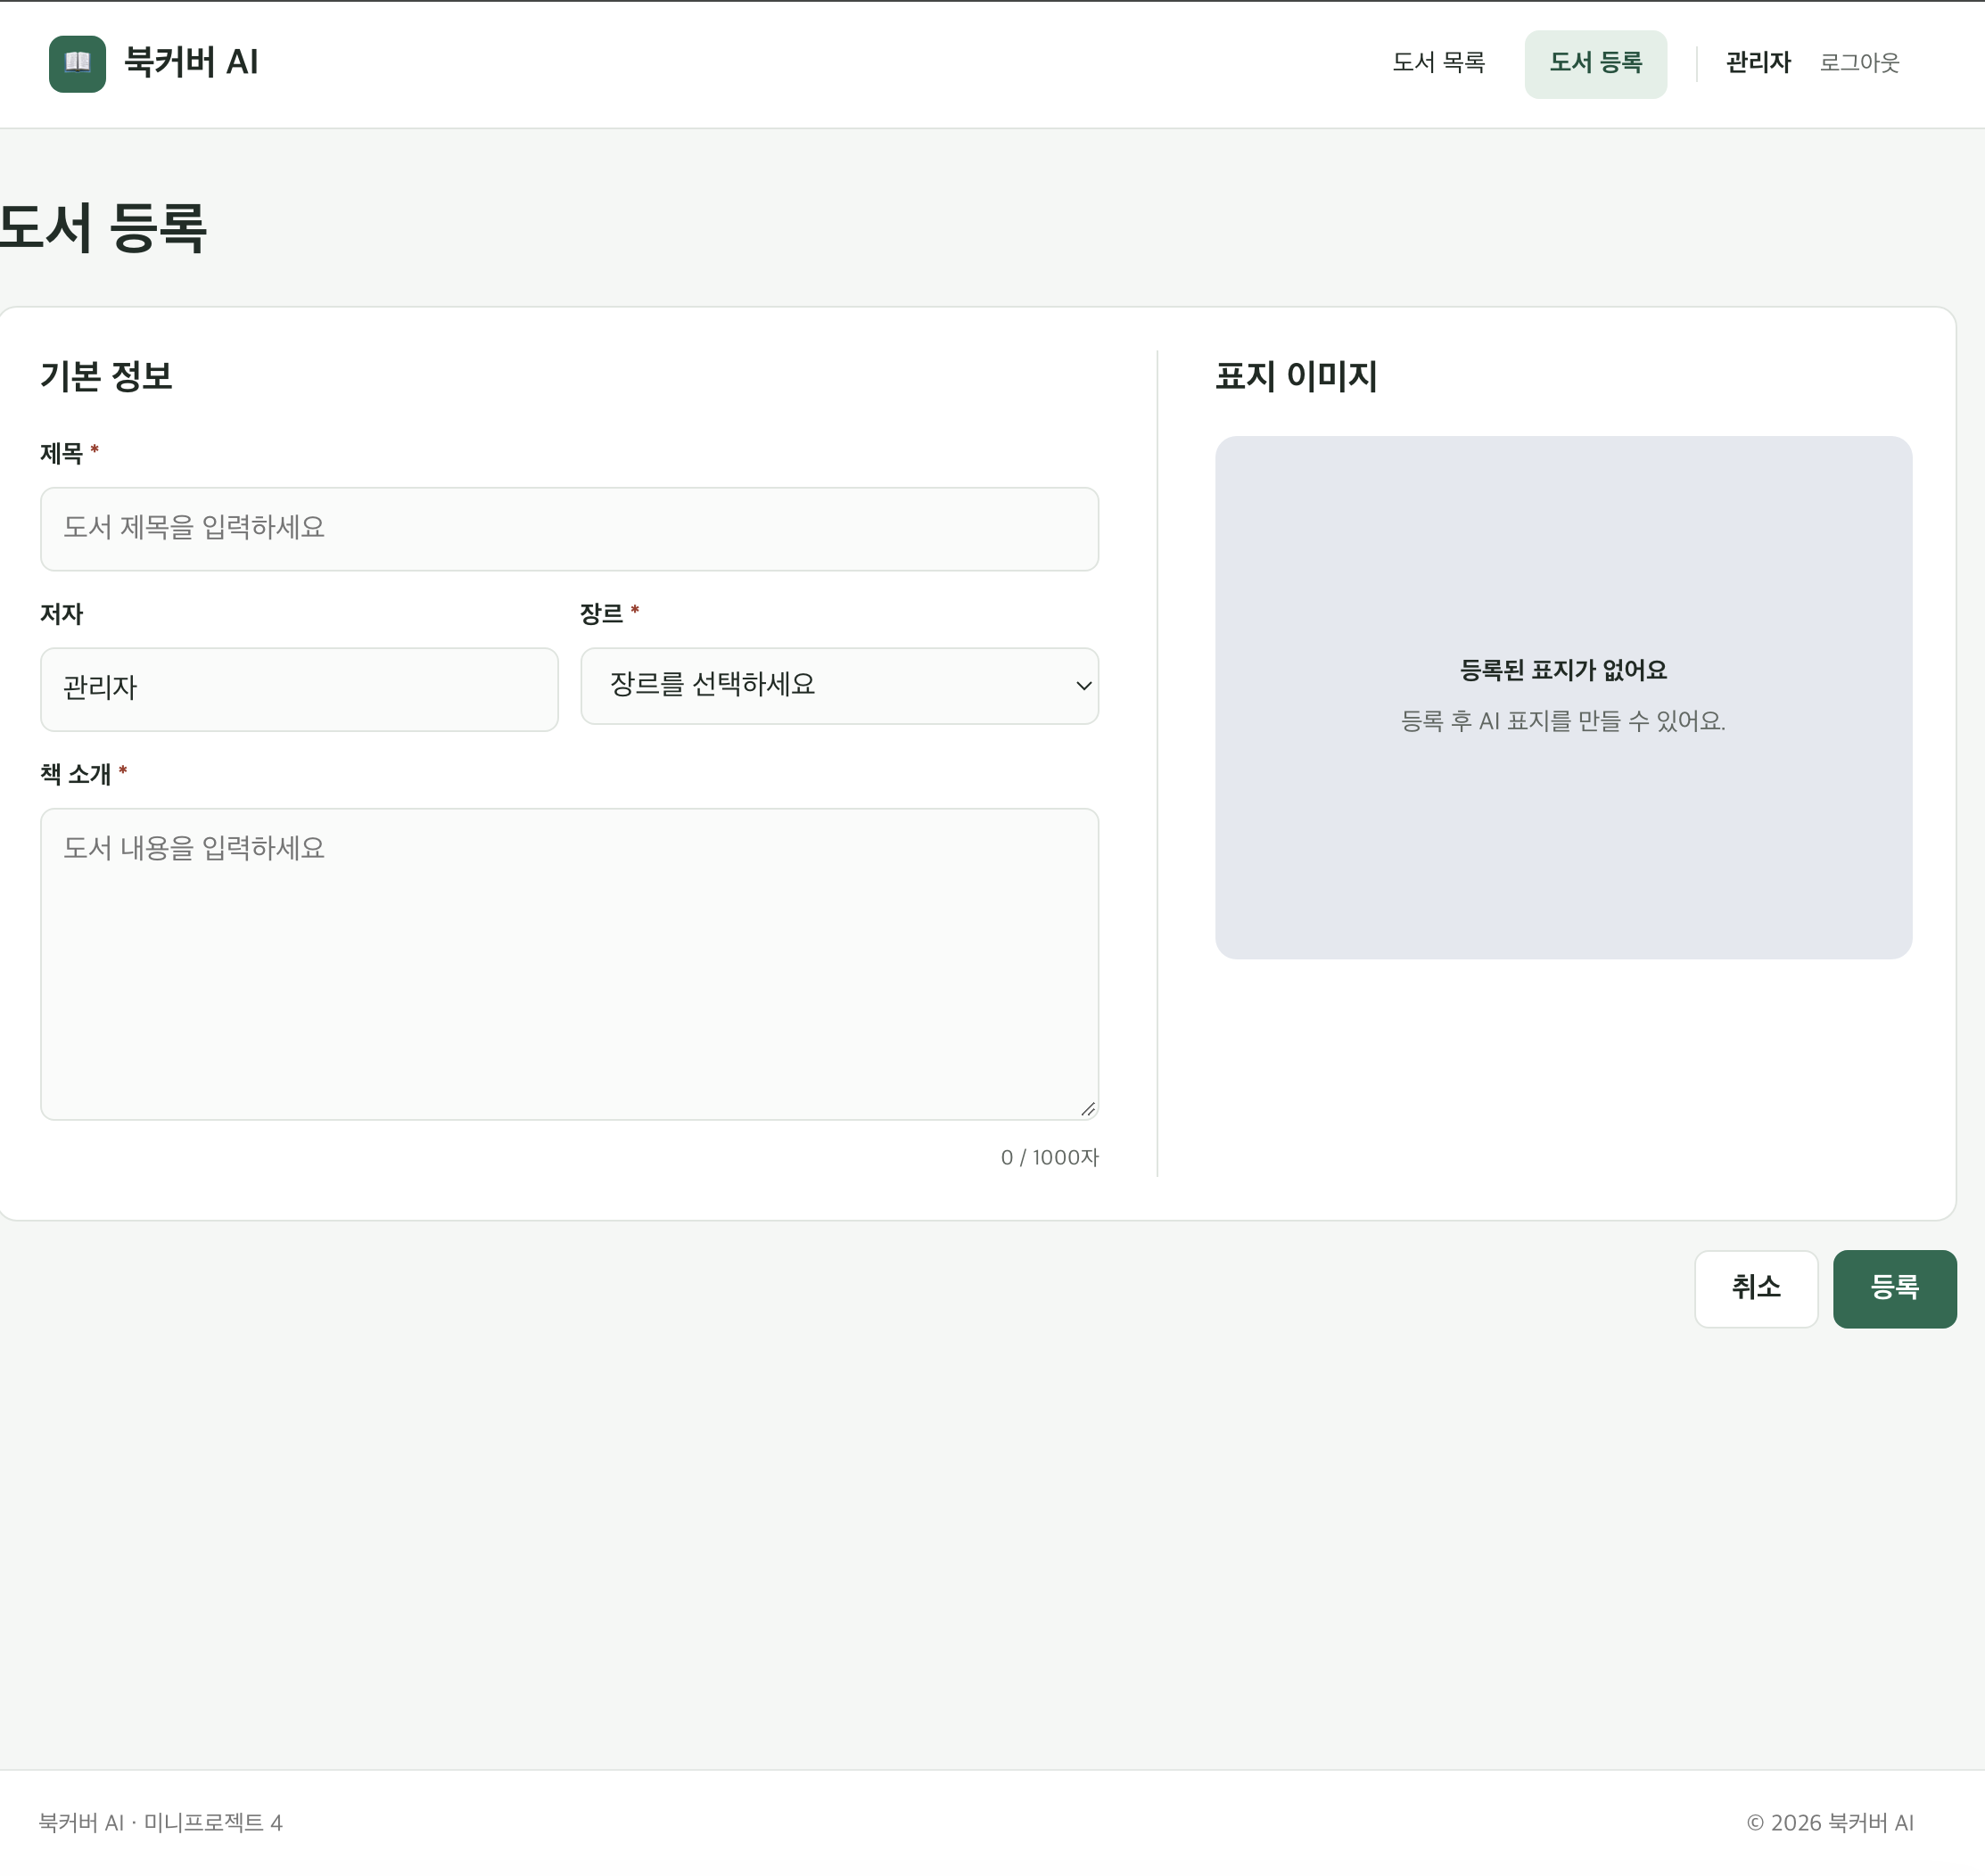 북커버 AI
도서 목록
도서 등록
관리자
로그아웃
도서 등록
기본 정보
제목 *
도서 제목을 입력하세요
저자
장르 *
관리자
장르를 선택하세요
책 소개 *
도서 내용을 입력하세요
0 / 1000자
표지 이미지
등록된 표지가 없어요
등록 후 AI 표지를 만들 수 있어요.
취소
등록
북커버 AI · 미니프로젝트 4
© 2026 북커버 AI